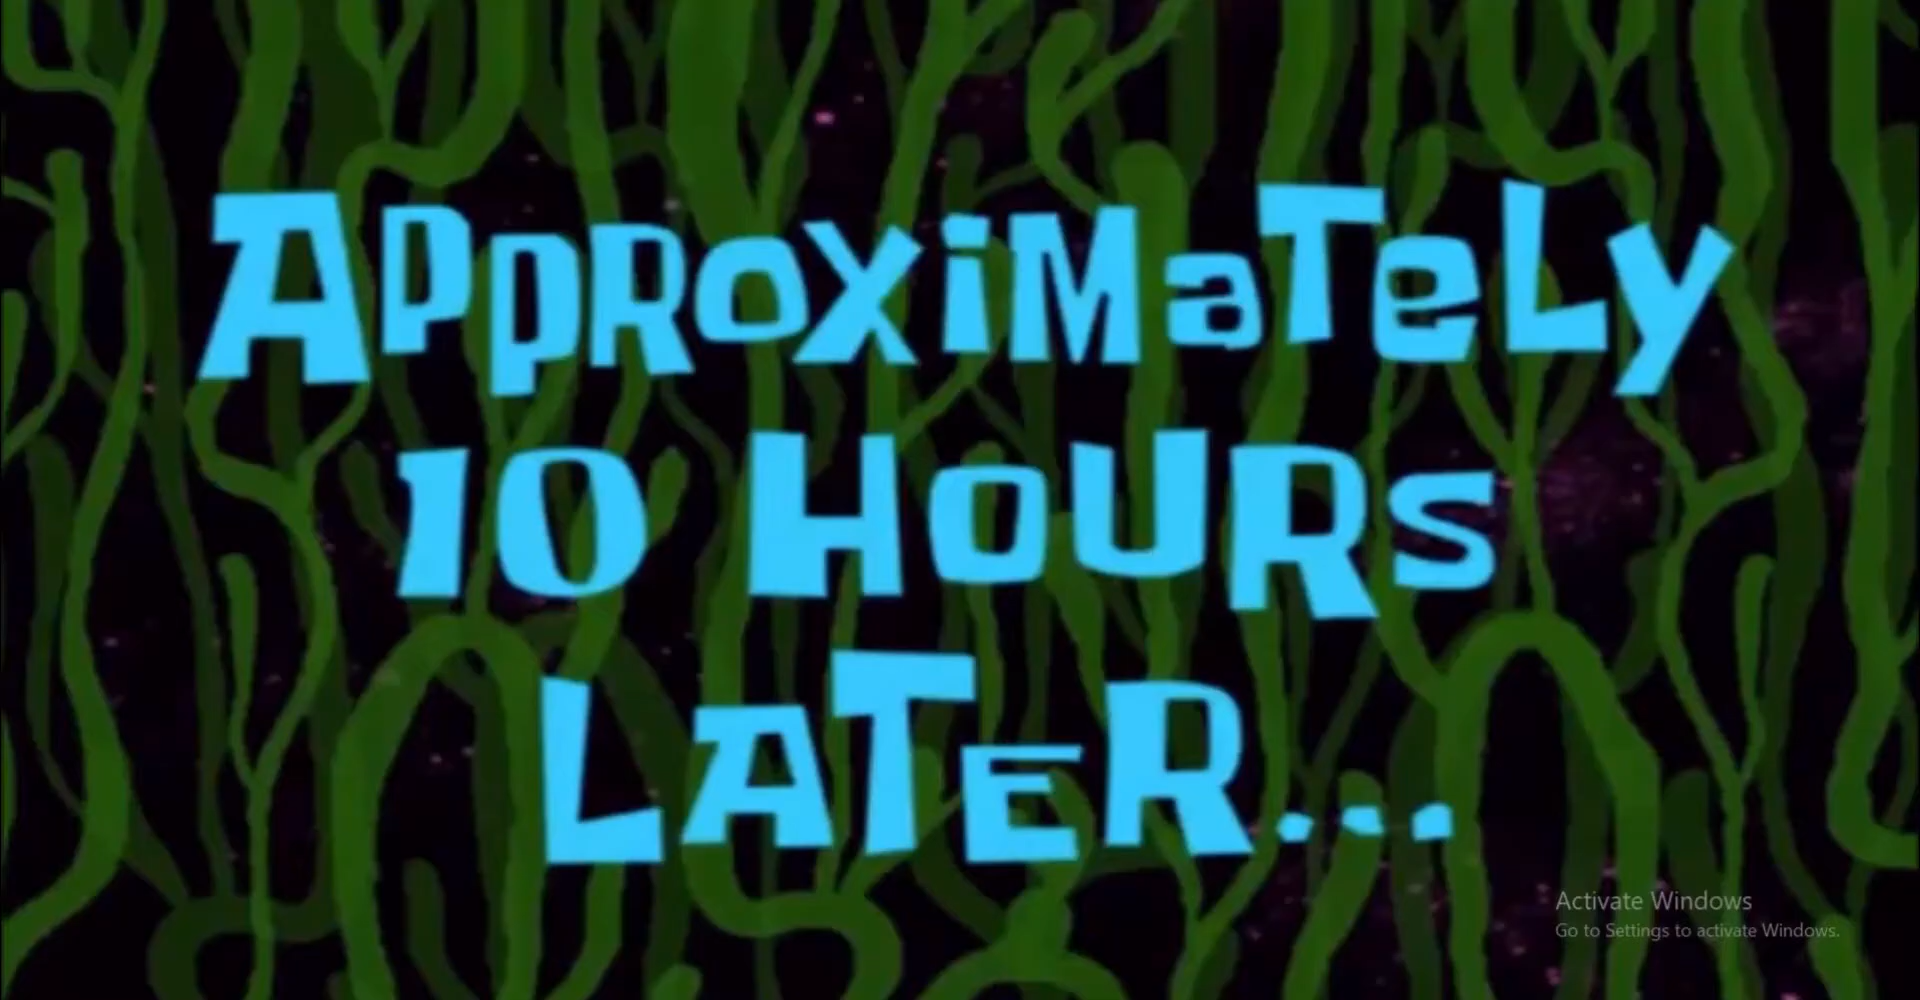 APPROXiMaTeLy
10 HoURS
LATER...
Activate Windows
Go to Settings to activate Windows.